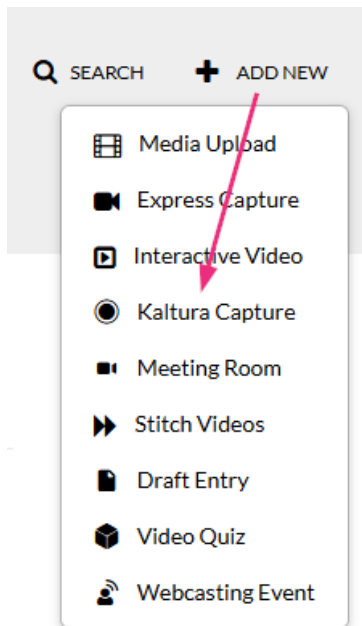 SEARCH ADD NEW
Media Upload
Express Capture
Interactive Video
Kaltura Capture
Meeting Room
Stitch Videos
Draft Entry
Video Quiz
Webcasting Event